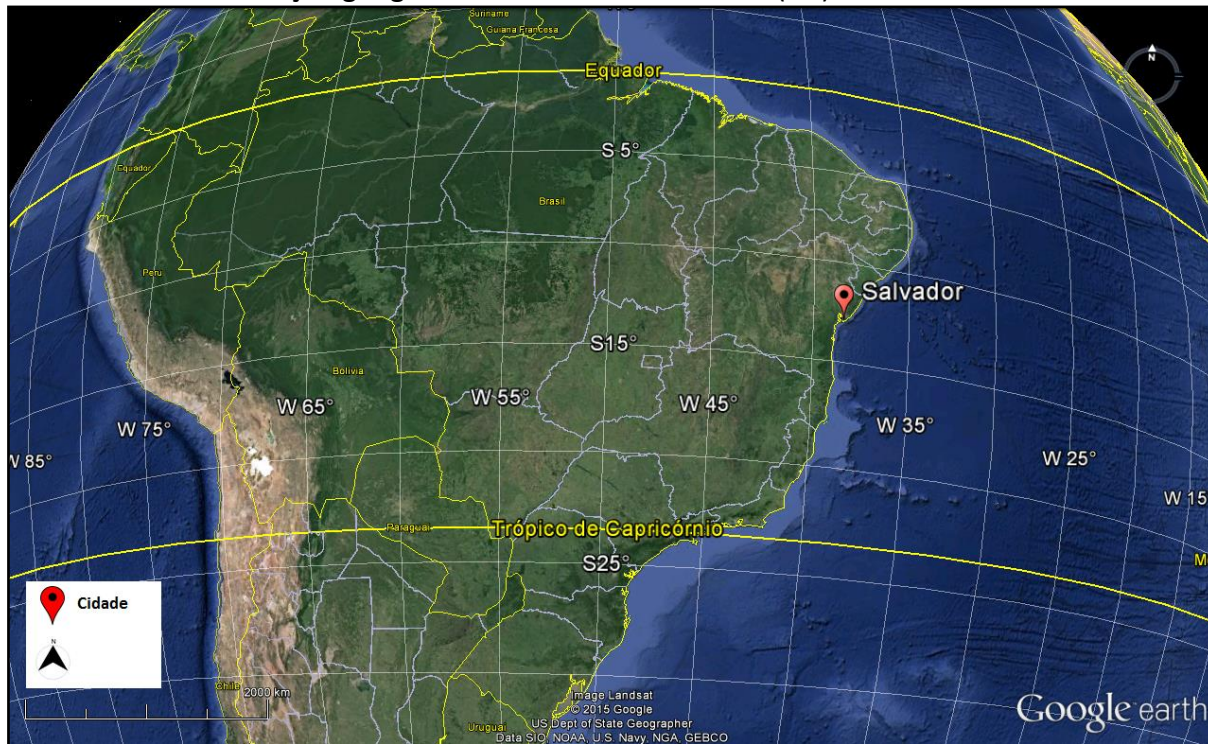 Suriname
Guiana Francesa
Equador
S 5°
Equador
Brasil
Peru
Salvador
S15°
Bolívia
W 65°
W 55°
W 45°
W 75°
W 35°
W 85°
W 25°
W 15°
Paraguai
Trópico de Capricórnio
S25°
N
Cidade
N
Chile
2000 km
Uruguai
Image Landsat
© 2015 Google
US Dept of State Geographer
Data SIO, NOAA, U.S. Navy, NGA, GEBCO
Google earth